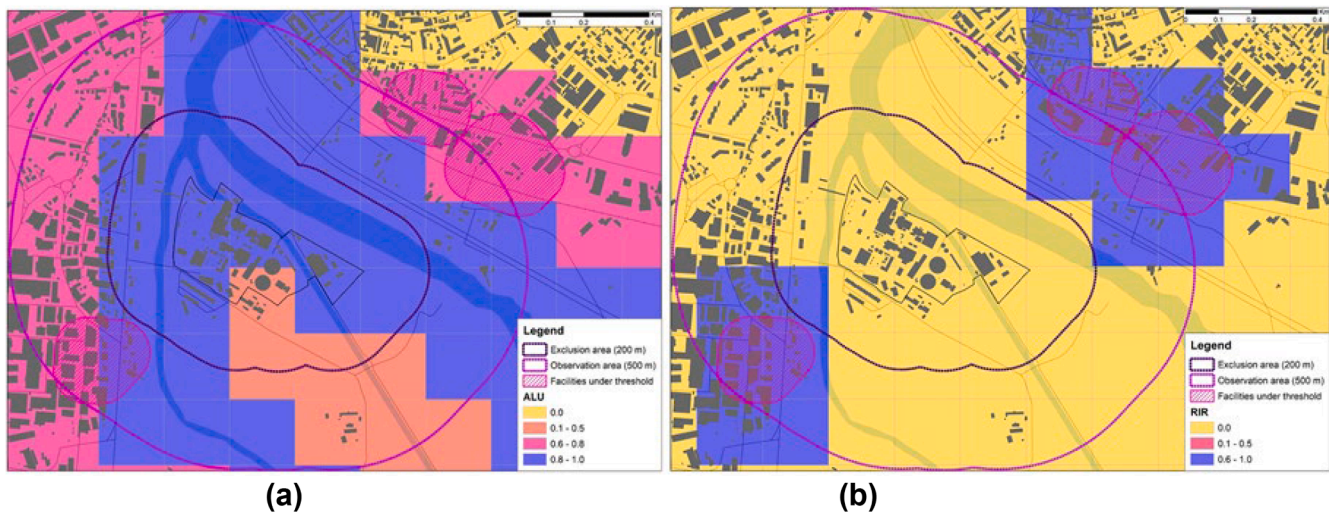 Km
0 0.1 0.2 0.4
Legend
Exclusion area (200 m)
Observation area (500 m)
Facilities under threshold
ALU
0.0
0.1 - 0.5
0.6 - 0.8
0.8 - 1.0
(a)
Km
0 0.1 0.2 0.4
Legend
Exclusion area (200 m)
Observation area (500 m)
Facilities under threshold
RIR
0.0
0.1 - 0.5
0.6 - 1.0
(b)